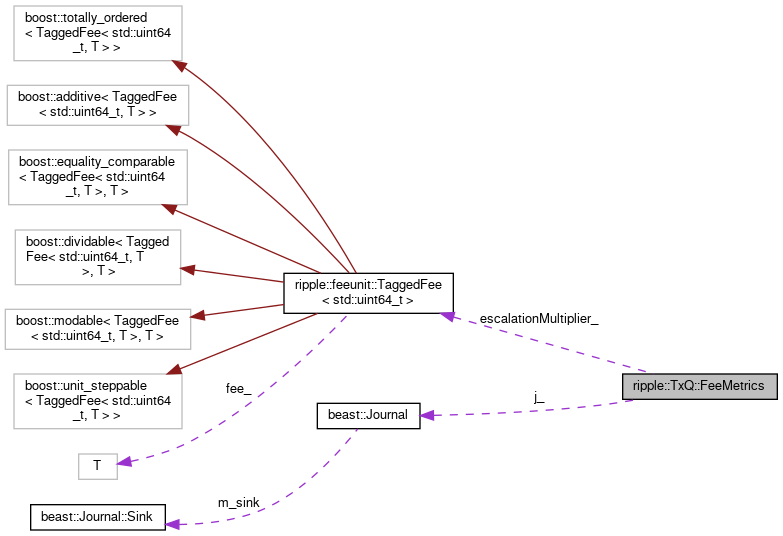 boost::totally_ordered
< TaggedFee< std::uint64
_t, T > >
boost::additive< TaggedFee
< std::uint64_t, T > >
boost::equality_comparable
< TaggedFee< std::uint64
_t, T >, T >
boost::dividable< Tagged
Fee< std::uint64_t, T
>, T >
ripple::feeunit::TaggedFee
< std::uint64_t >
boost::modable< TaggedFee
< std::uint64_t, T >, T >
escalationMultiplier_
boost::unit_steppable
< TaggedFee< std::uint64
_t, T > >
fee_
ripple::TxQ::FeeMetrics
j_
beast::Journal
T
m_sink
beast::Journal::Sink